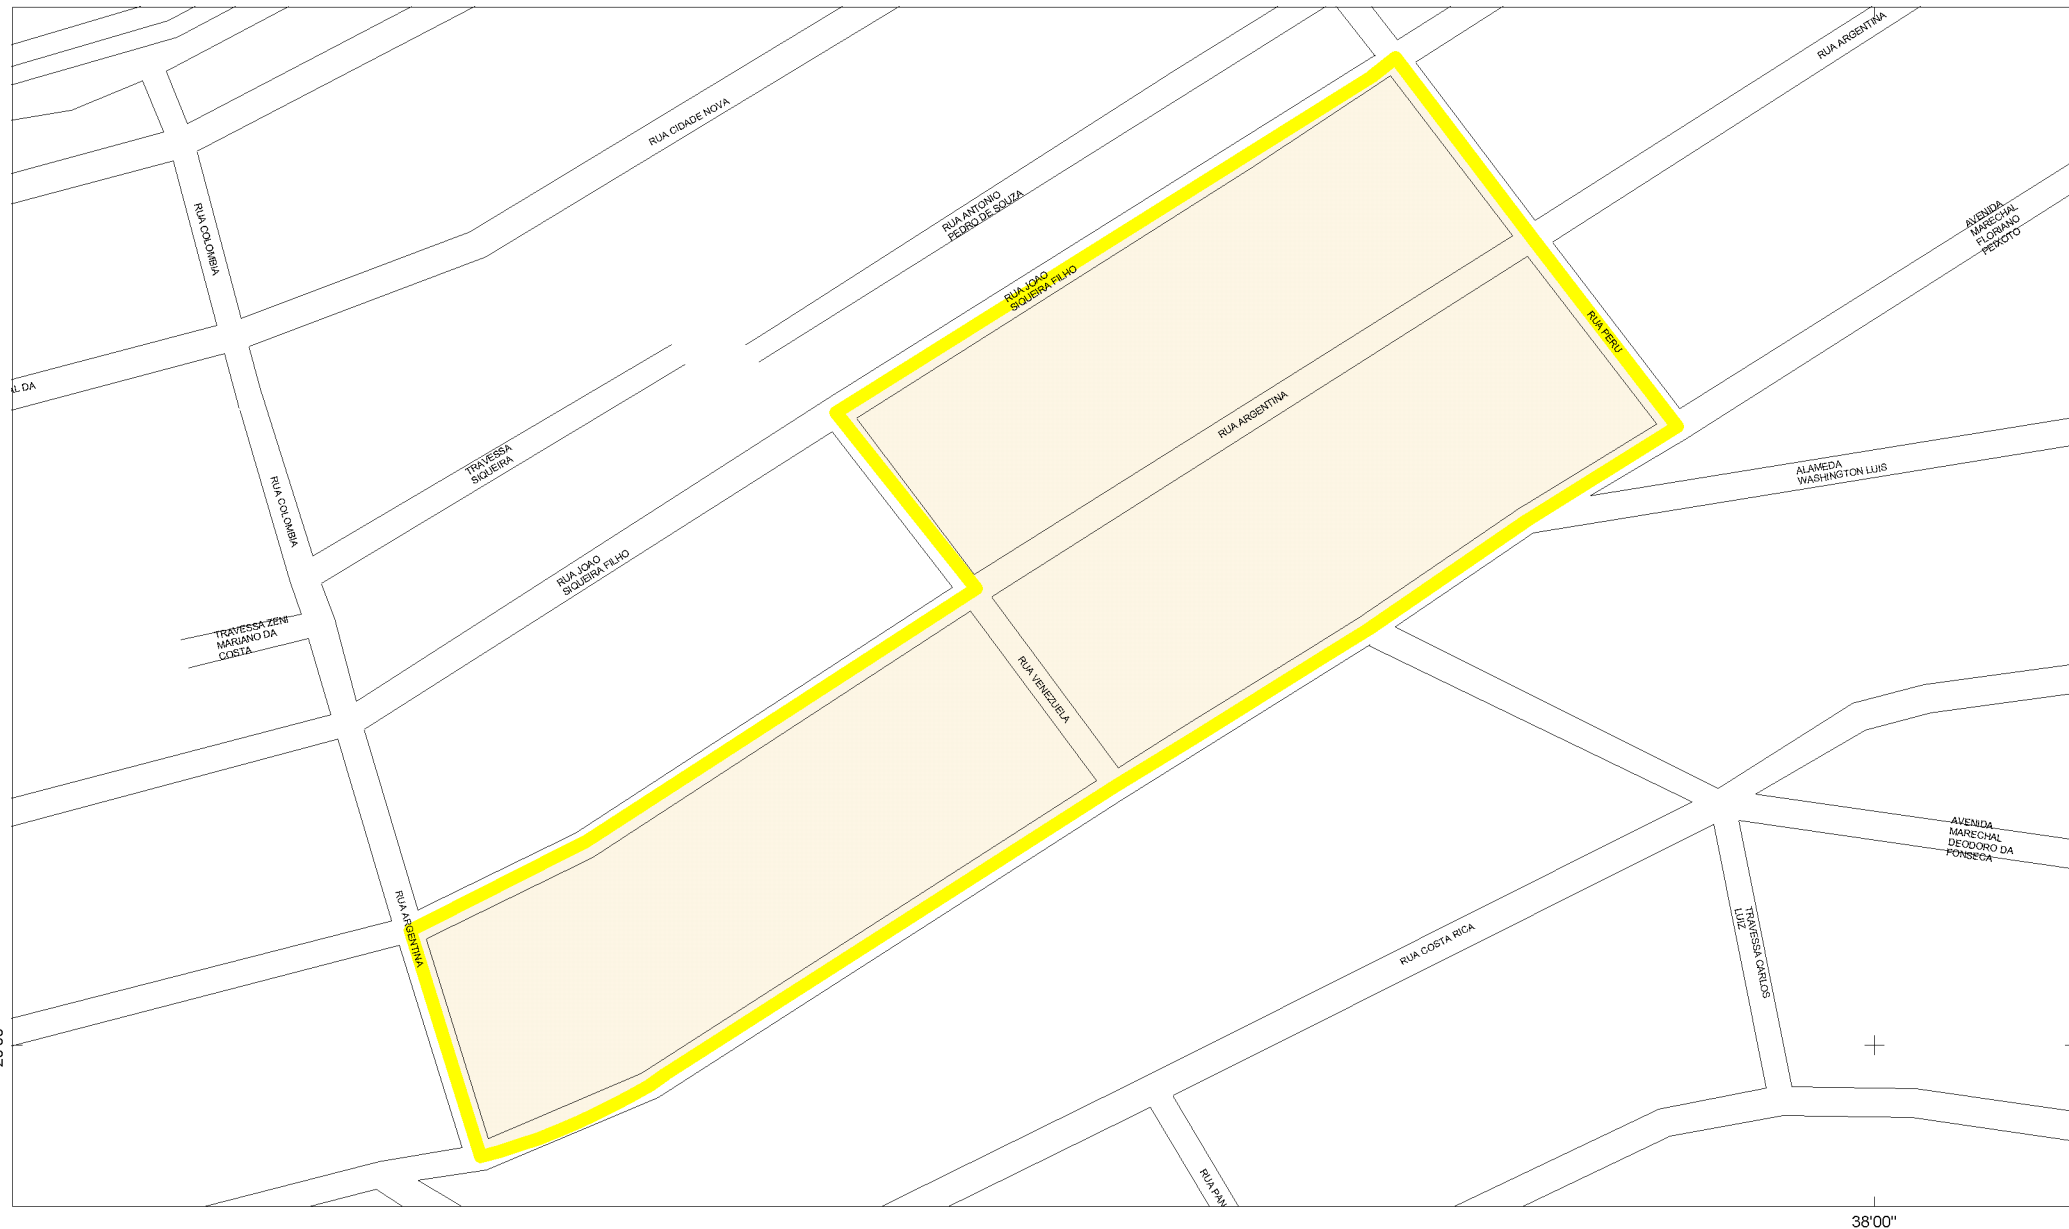 RUA ARGENTINA
RUA CIDADE NOVA
RUA ANTONIO
PEDRO DE SOUZA
AVENIDA
MARECHAL
FLORIANO
PEIXOTO
RUA COLOMBIA
RUA JOAO
SIQUEIRA FILHO
RUA PERU
L DA
RUA ARGENTINA
TRAVESSA
SIQUEIRA
ALAMEDA
WASHINGTON LUIS
RUA COLOMBIA
RUA JOAO
SIQUEIRA FILHO
TRAVESSA ZENI
MARIANO DA
COSTA
RUA VENEZUELA
AVENIDA
MARECHAL
DEODORO DA
FONSECA
RUA ARGENTINA
TRAVESSA CARLOS
LUIZ
RUA COSTA RICA
RUA PAN
38'00"